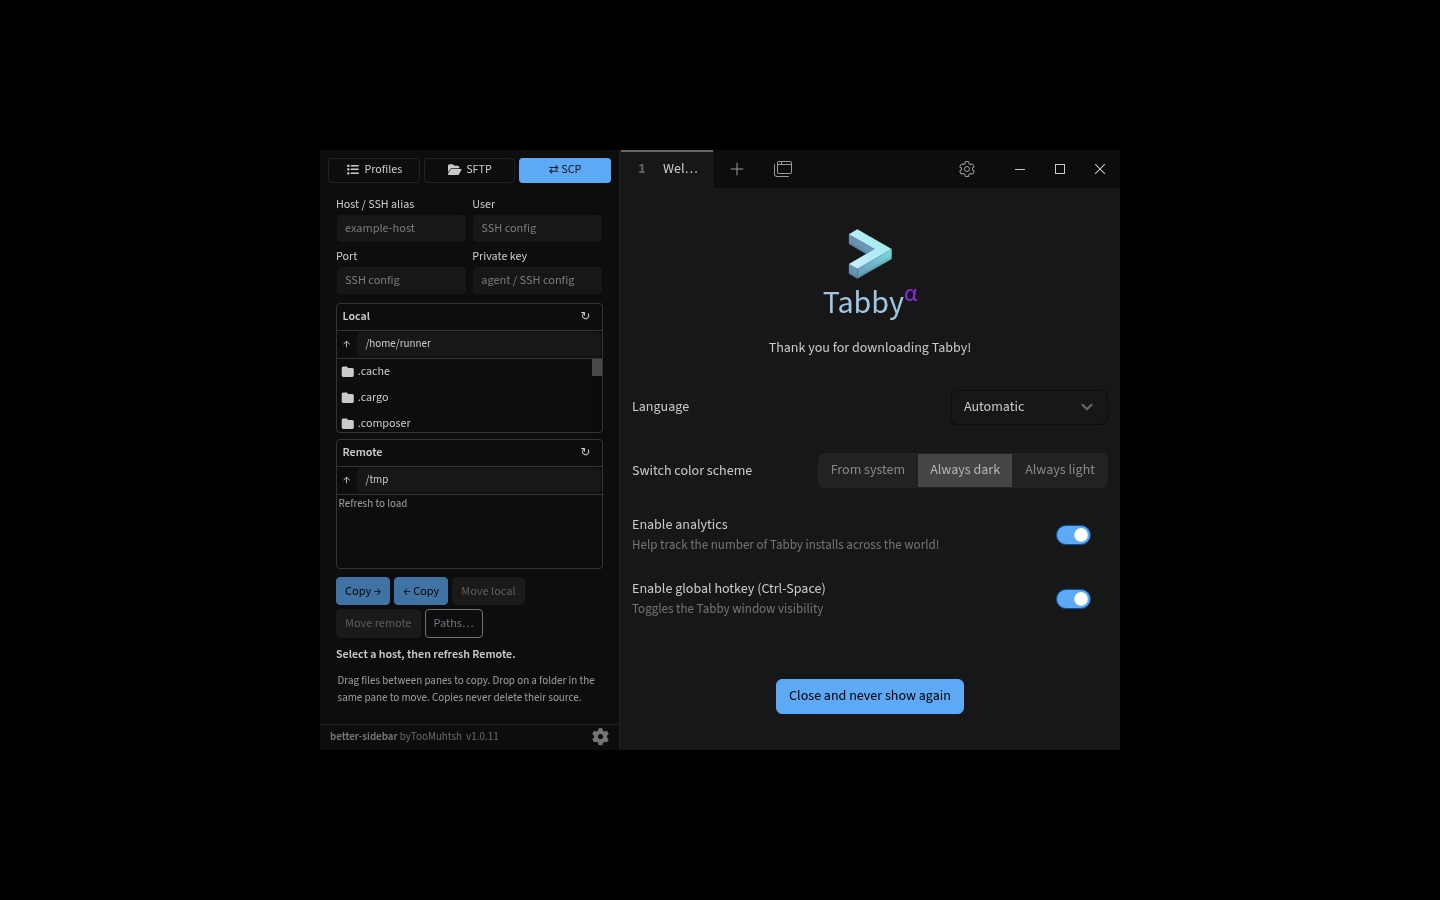 Profiles SFTP ⇄ SCP
Host / SSH alias User
example-host SSH config
Port Private key
SSH config agent / SSH config
Local ↻
↑ /home/runner
.cache
.cargo
.composer
Remote ↻
↑ /tmp
Refresh to load
Copy → ← Copy Move local
Move remote Paths…
Select a host, then refresh Remote.
Drag files between panes to copy. Drop on a folder in the
same pane to move. Copies never delete their source.
better-sidebar byTooMuhtsh v1.0.11
1 Wel…
Tabbyα
Thank you for downloading Tabby!
Language Automatic
Switch color scheme From system Always dark Always light
Enable analytics
Help track the number of Tabby installs across the world!
Enable global hotkey (Ctrl-Space)
Toggles the Tabby window visibility
Close and never show again